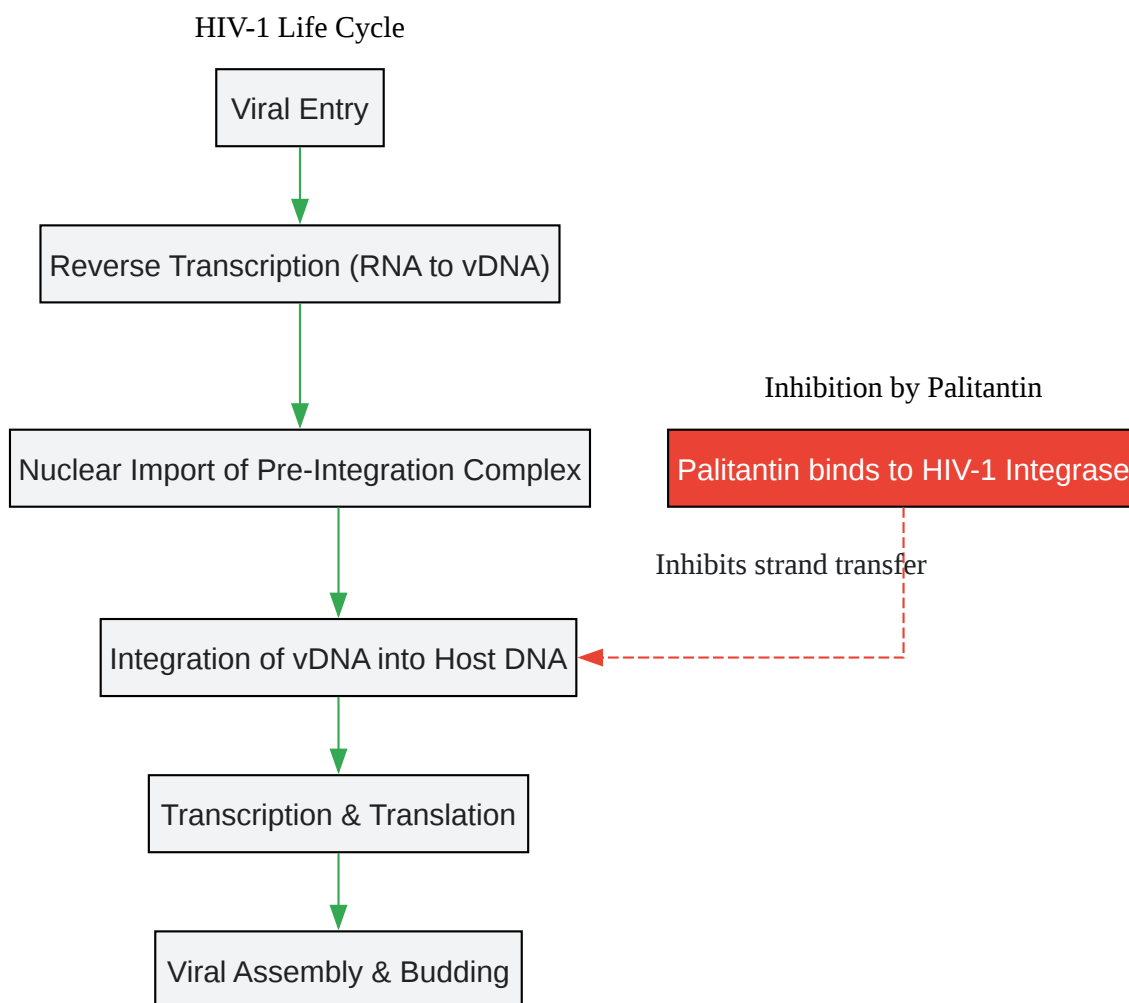 HIV-1 Life Cycle
Viral Entry
Reverse Transcription (RNA to vDNA)
Inhibition by Palitantin
Nuclear Import of Pre-Integration Complex
Palitantin binds to HIV-1 Integrase
Inhibits strand transfer
Integration of vDNA into Host DNA
Transcription & Translation
Viral Assembly & Budding